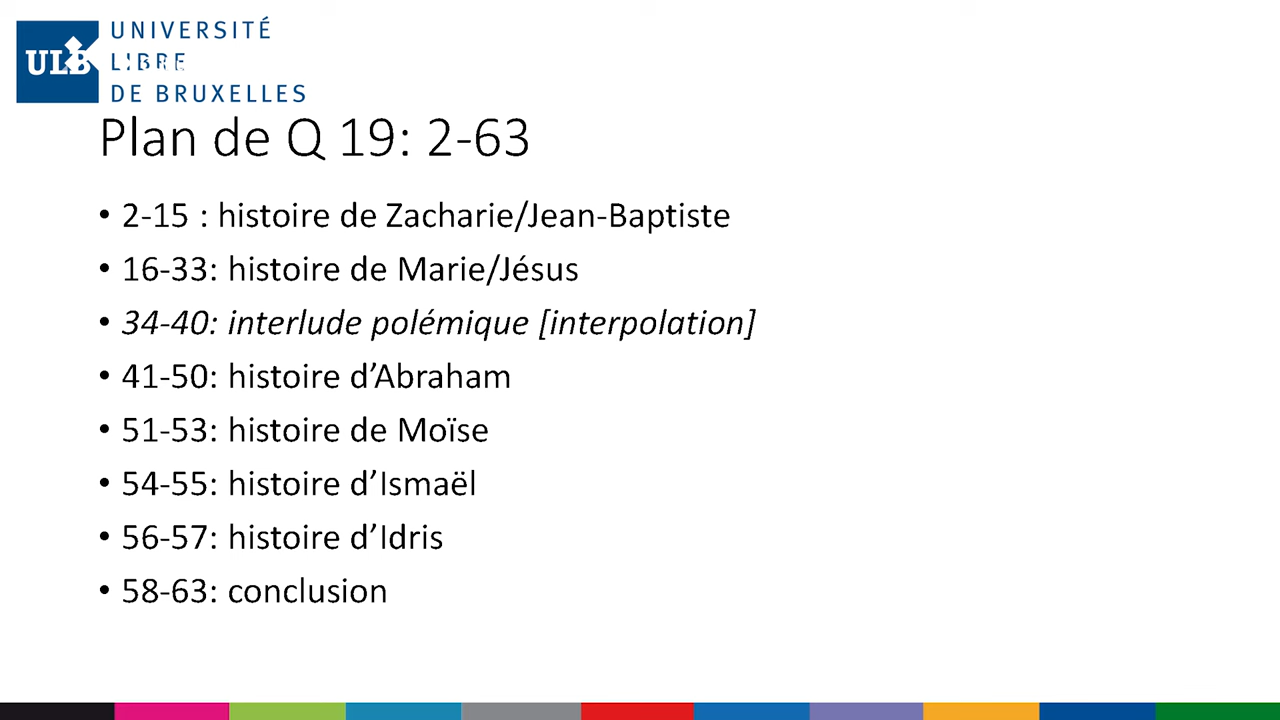 ULB
UNIVERSITÉ
LIBRE
DE BRUXELLES
Plan de Q 19: 2-63
• 2-15 : histoire de Zacharie/Jean-Baptiste
• 16-33: histoire de Marie/Jésus
• 34-40: interlude polémique [interpolation]
• 41-50: histoire d’Abraham
• 51-53: histoire de Moïse
• 54-55: histoire d’Ismaël
• 56-57: histoire d’Idris
• 58-63: conclusion